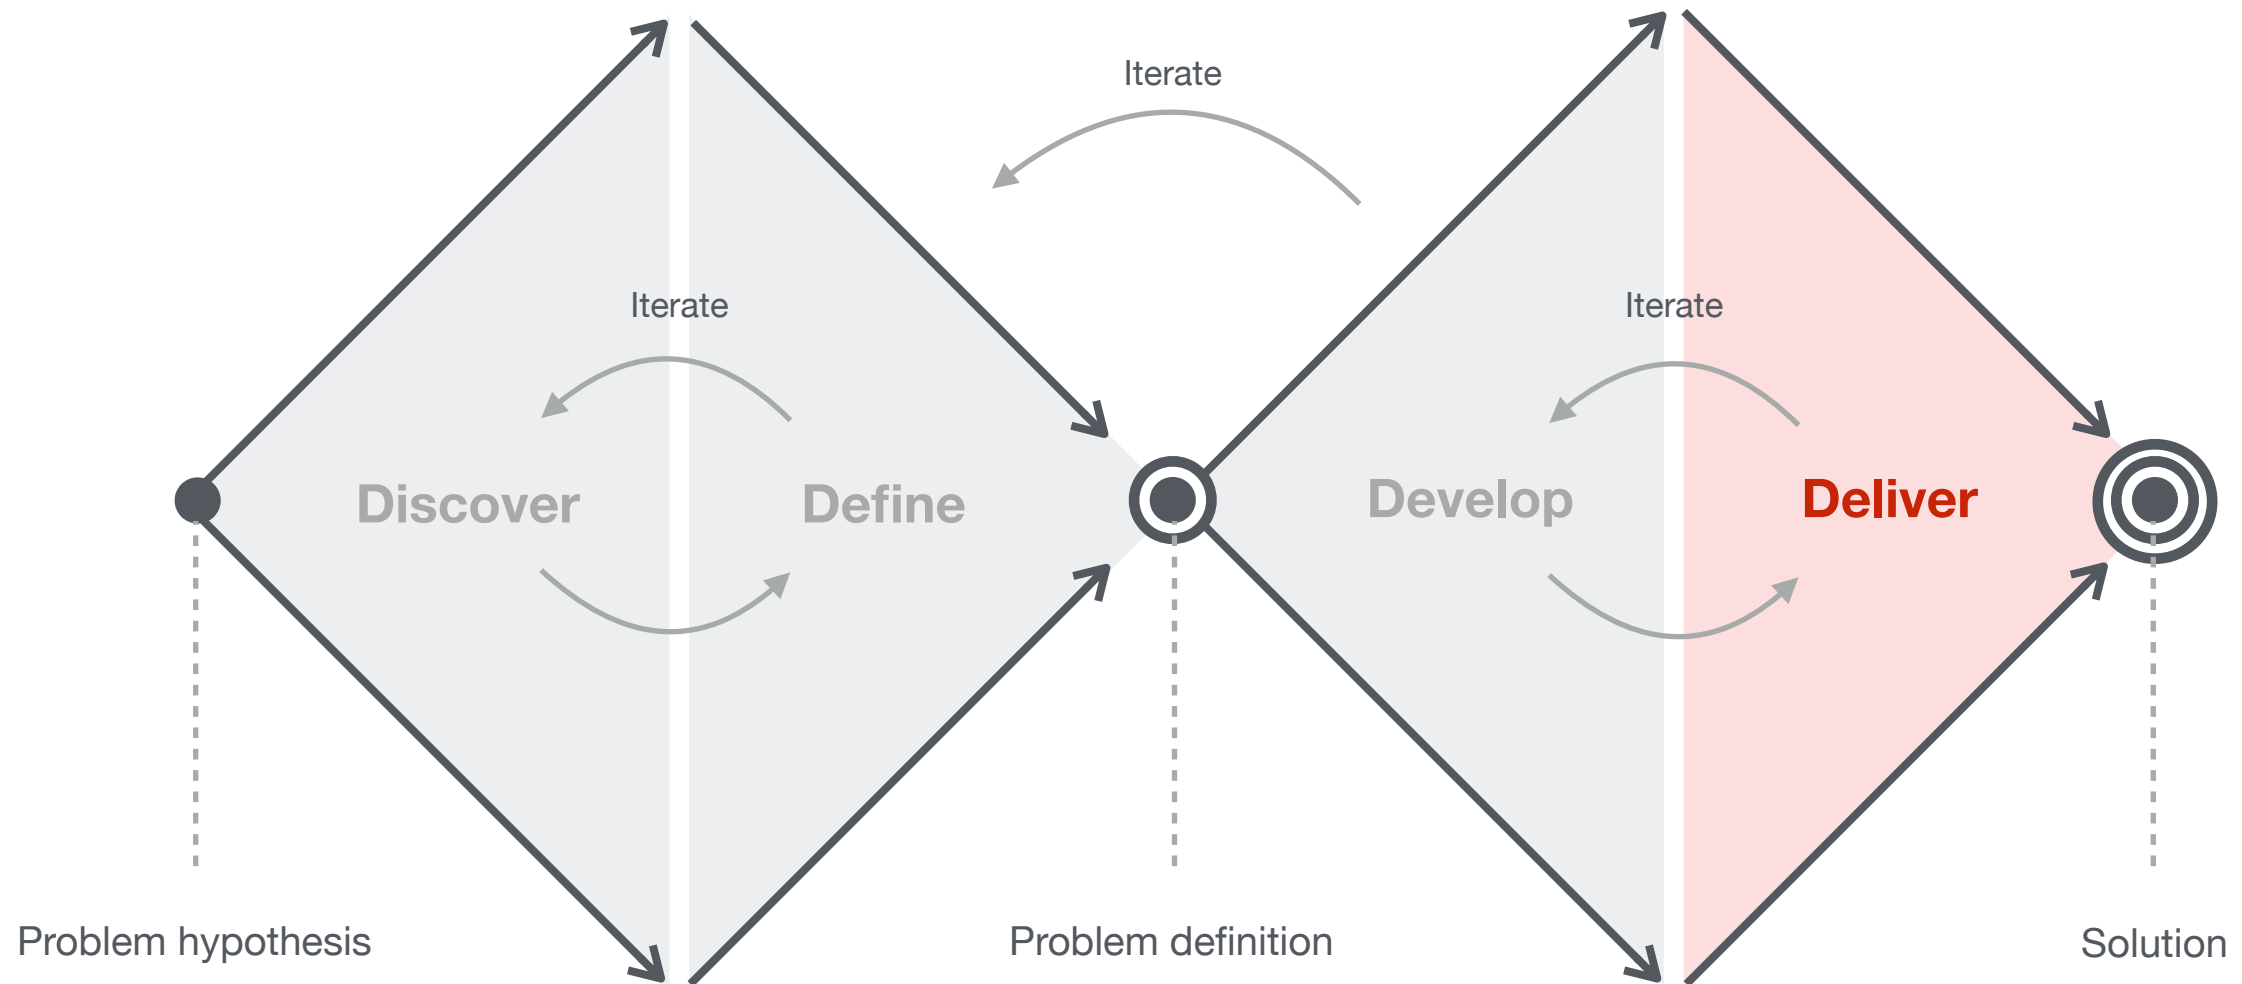 Iterate
Iterate
Iterate
Discover
Define
Develop
Deliver
Problem hypothesis
Problem definition
Solution